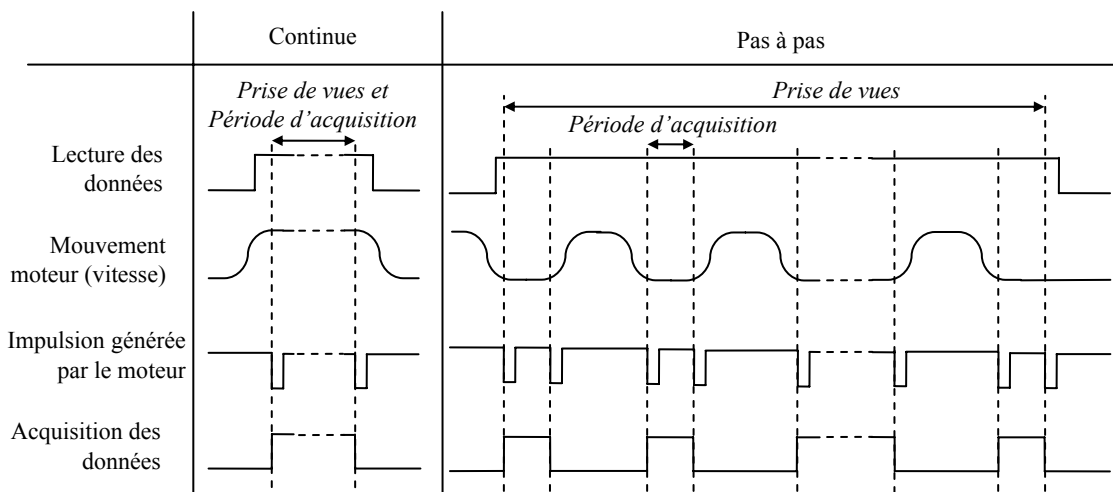 Continue
Pas à pas
Prise de vues et
Période d’acquisition
Prise de vues
Période d’acquisition
Lecture des
données
Mouvement
moteur (vitesse)
Impulsion générée
par le moteur
Acquisition des
données